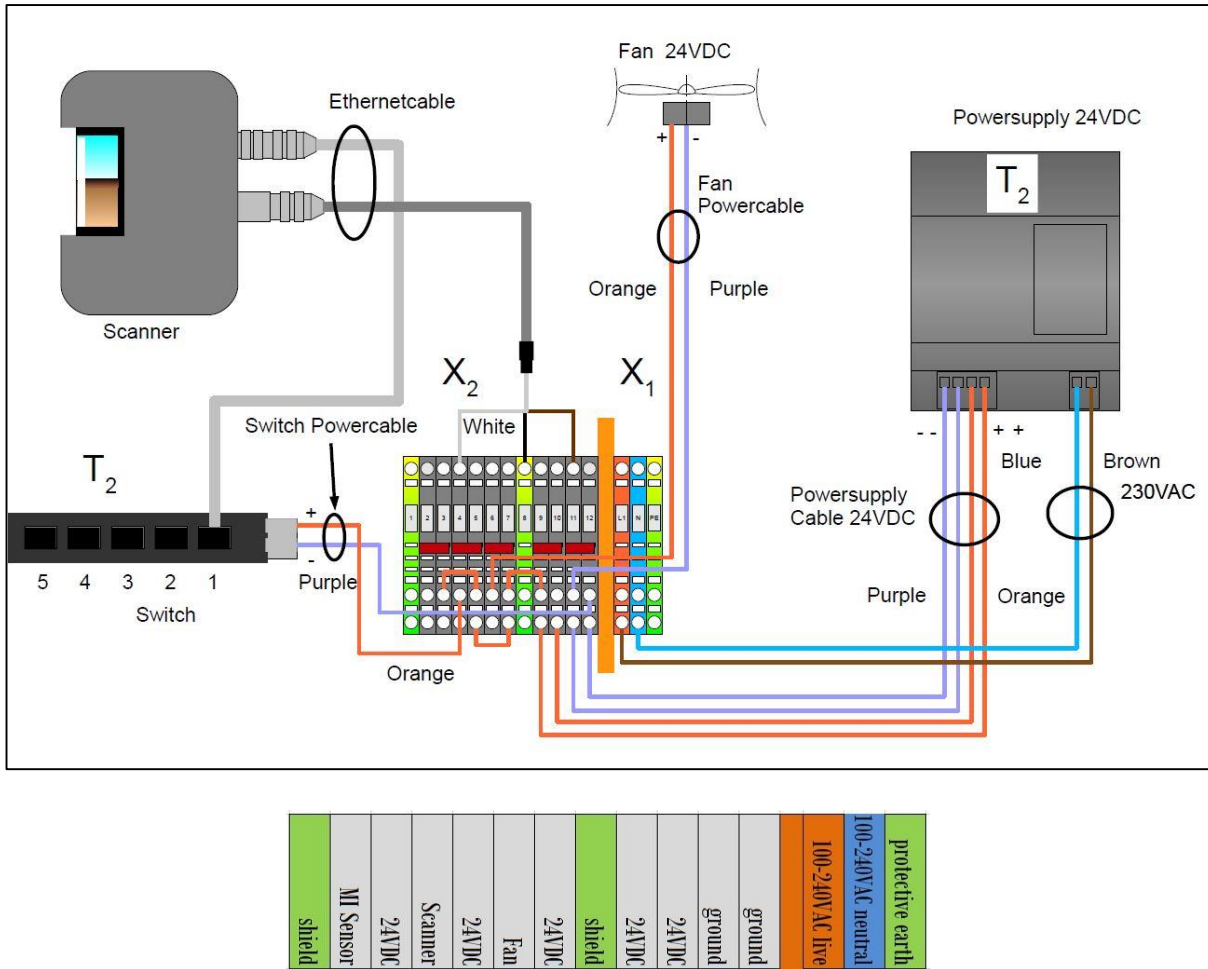 Fan 24VDC
Ethernetcable
Powersupply 24VDC
T2
+ -
Fan
Powercable
Orange
Purple
Scanner
X2
X1
White
Switch Powercable
T2
+
-
Purple
5 4 3 2 1
Switch
Orange
1 2 3 4 5 6 7 8 9 10 11 12 L1 N PE
- -
+ +
Blue
Brown
230VAC
Powersupply
Cable 24VDC
Purple
Orange
shield
MI Sensor
24VDC
Scanner
24VDC
Fan
24VDC
shield
24VDC
24VDC
ground
ground
100-240VAC live
100-240VAC neutral
protective earth